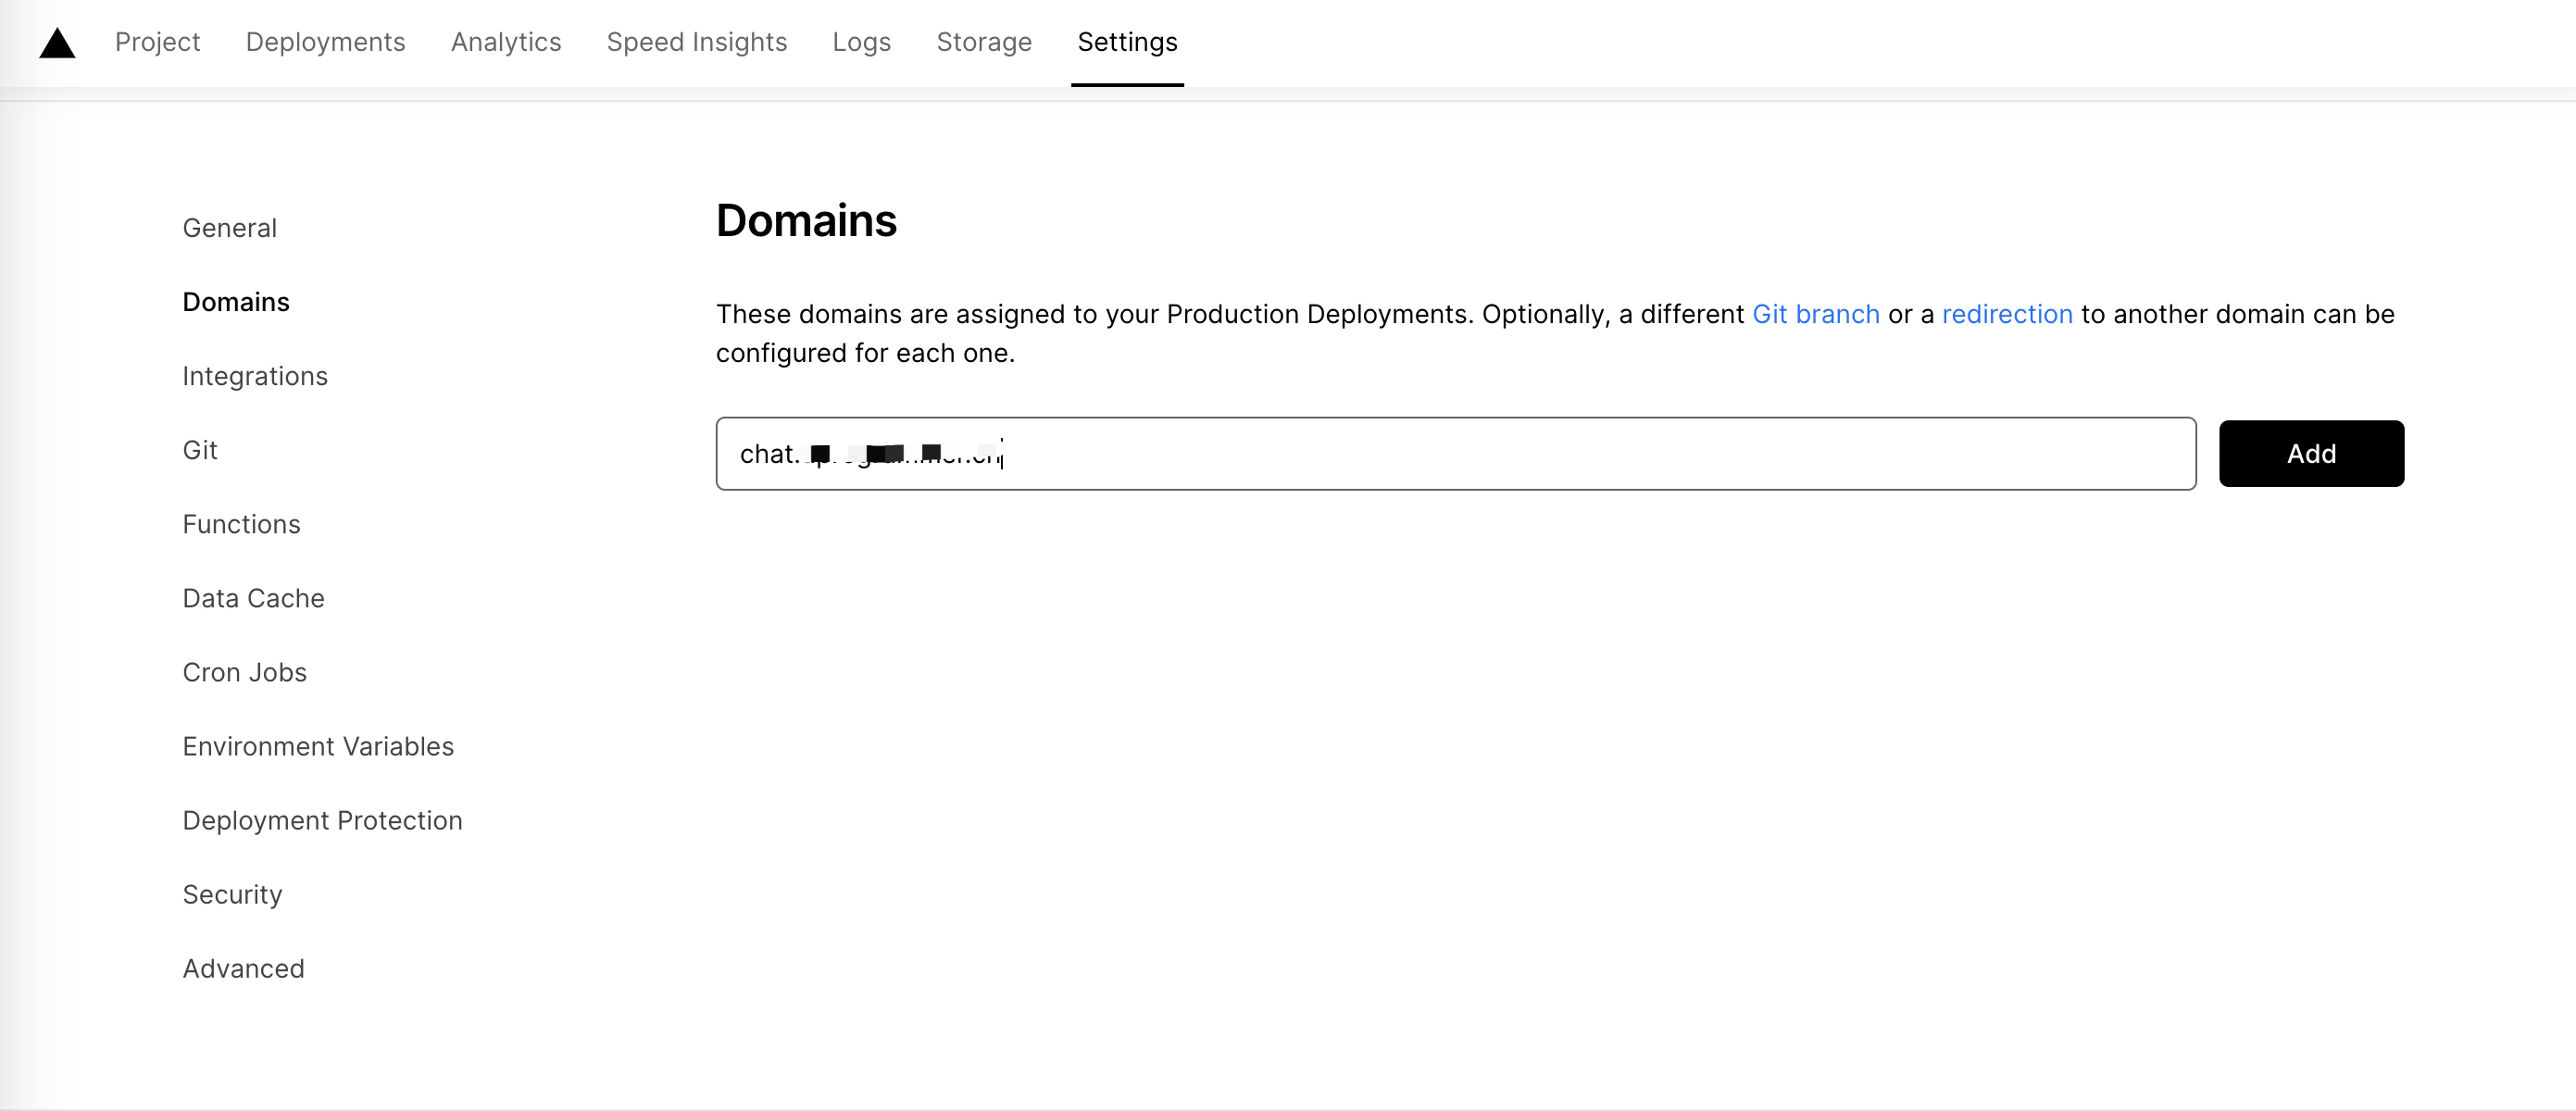 Project Deployments Analytics Speed Insights Logs Storage Settings
General
Domains
Integrations
Git
Functions
Data Cache
Cron Jobs
Environment Variables
Deployment Protection
Security
Advanced
Domains
These domains are assigned to your Production Deployments. Optionally, a different Git branch or a redirection to another domain can be
configured for each one.
chat.
Add